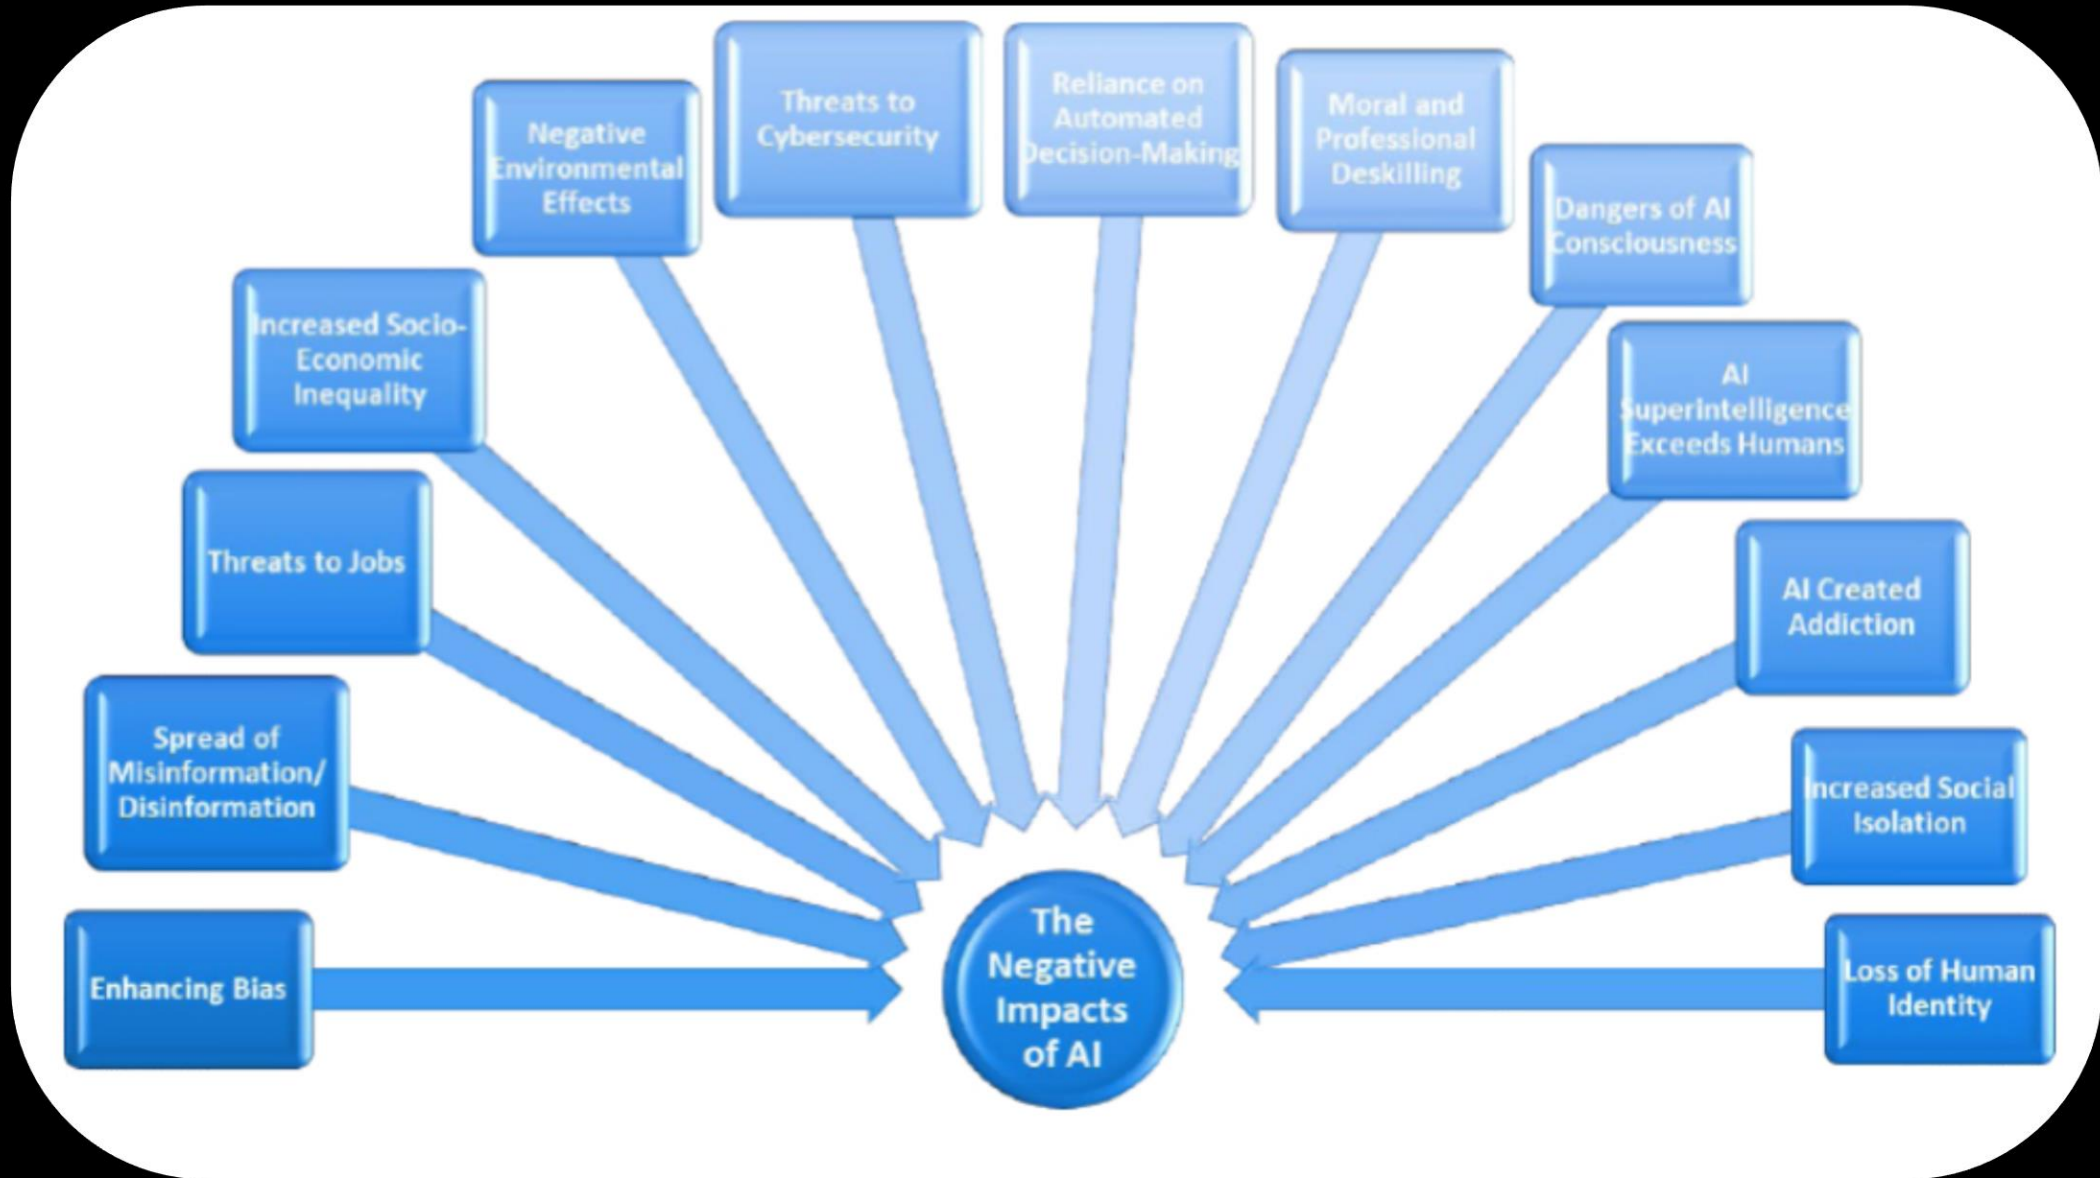 Enhancing Bias
Spread of
Misinformation/
Disinformation
Threats to Jobs
Increased Socio-
Economic
Inequality
Negative
Environmental
Effects
Threats to
Cybersecurity
Reliance on
Automated
Decision-Making
Moral and
Professional
Deskilling
Dangers of AI
Consciousness
AI
Superintelligence
Exceeds Humans
AI Created
Addiction
Increased Social
Isolation
Loss of Human
Identity
The
Negative
Impacts
of AI